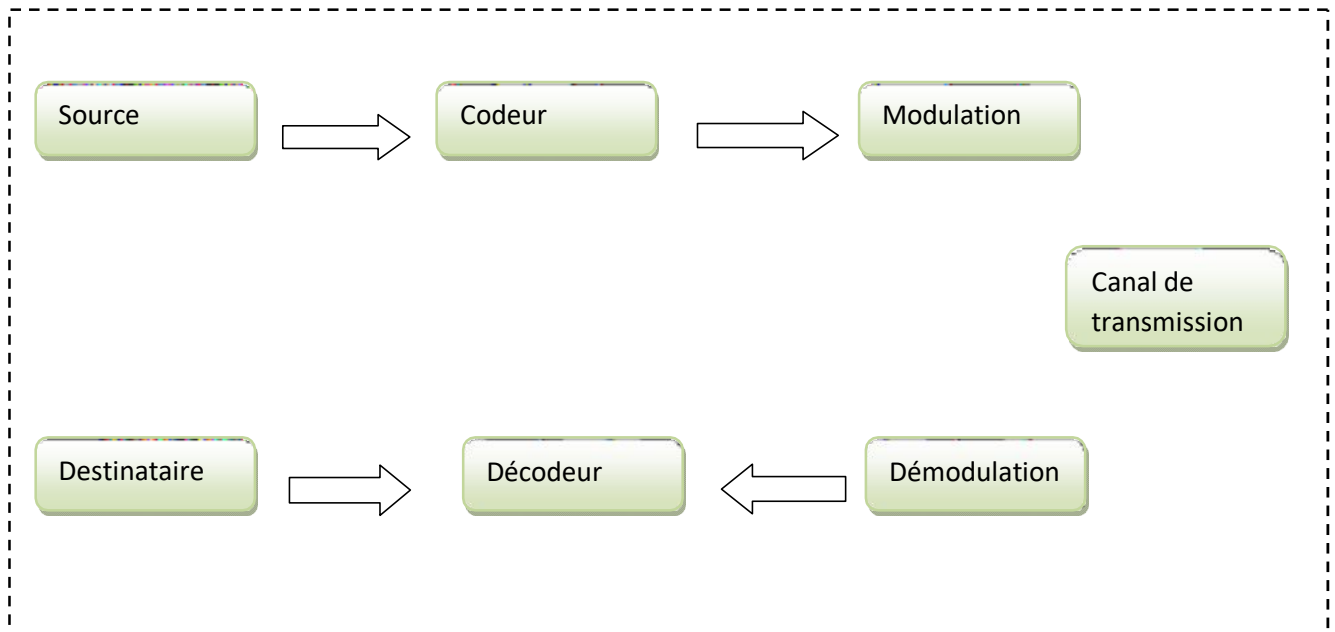 Source
Codeur
Modulation
Canal de
transmission
Destinataire
Décodeur
Démodulation